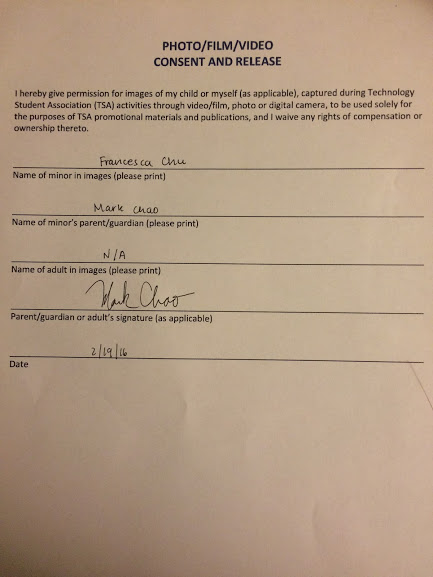 PHOTO/FILM/VIDEO
CONSENT AND RELEASE
I hereby give permission for images of my child or myself (as applicable), captured during Technology
Student Association (TSA) activities through video/film, photo or digital camera, to be used solely for
the purposes of TSA promotional materials and publications, and I waive any rights of compensation or
ownership thereto.
Francesca Chu
Name of minor in images (please print)
Mark Chao
Name of minor's parent/guardian (please print)
N/A
Name of adult in images (please print)
Mark Chao
Parent/guardian or adult's signature (as applicable)
2/19/16
Date